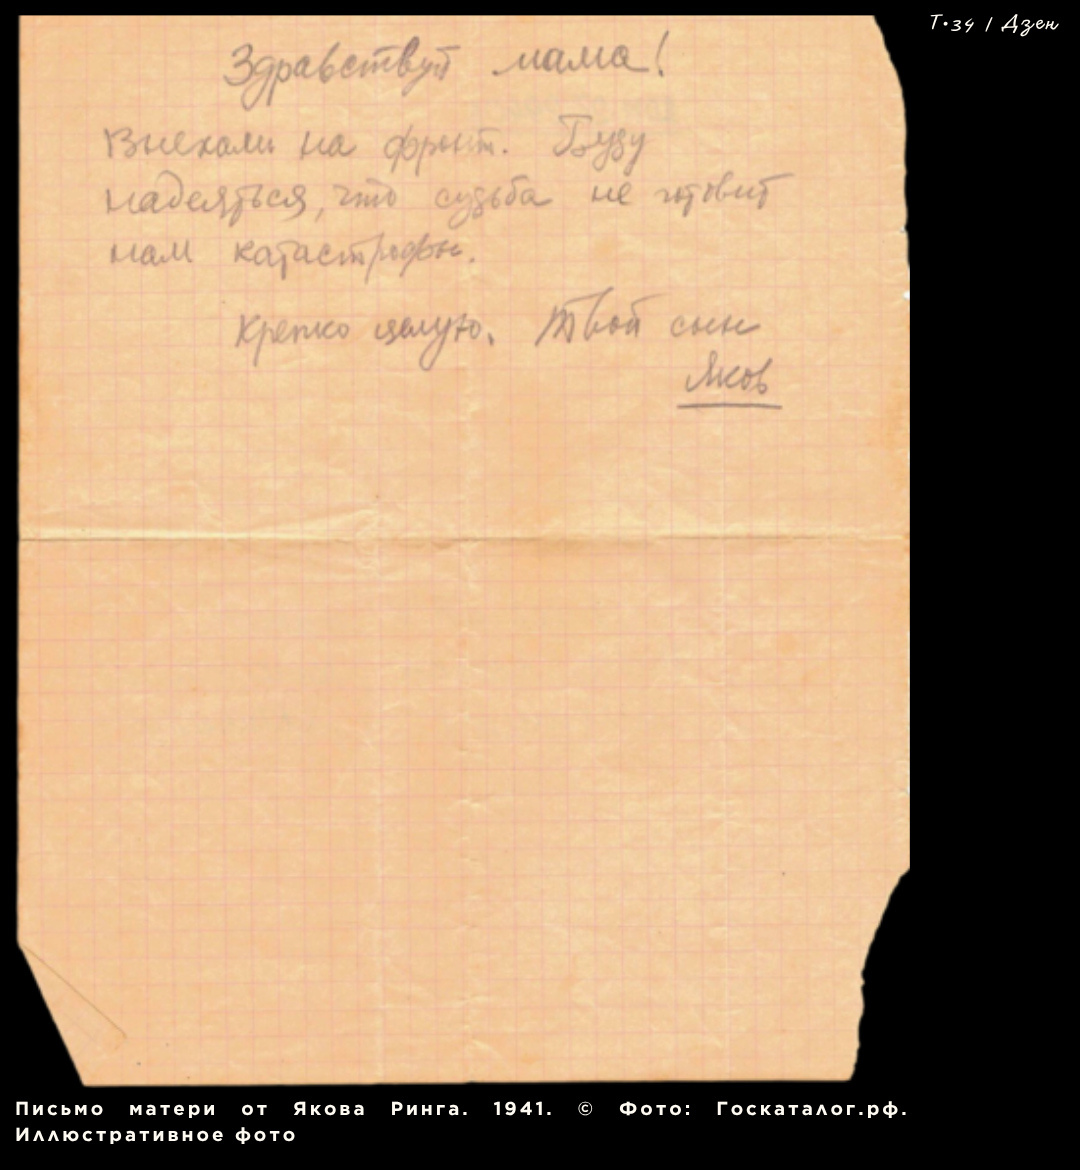 Т-34 / Дзен
Здравствуй мама!
Выехали на фронт. Буду
надеяться, что судьба не готовит
нам катастрофы.
Крепко целую. Твой сын
Яков
Письмо матери от Якова Ринга. 1941. © Фото: Госкаталог.рф.
Иллюстративное фото